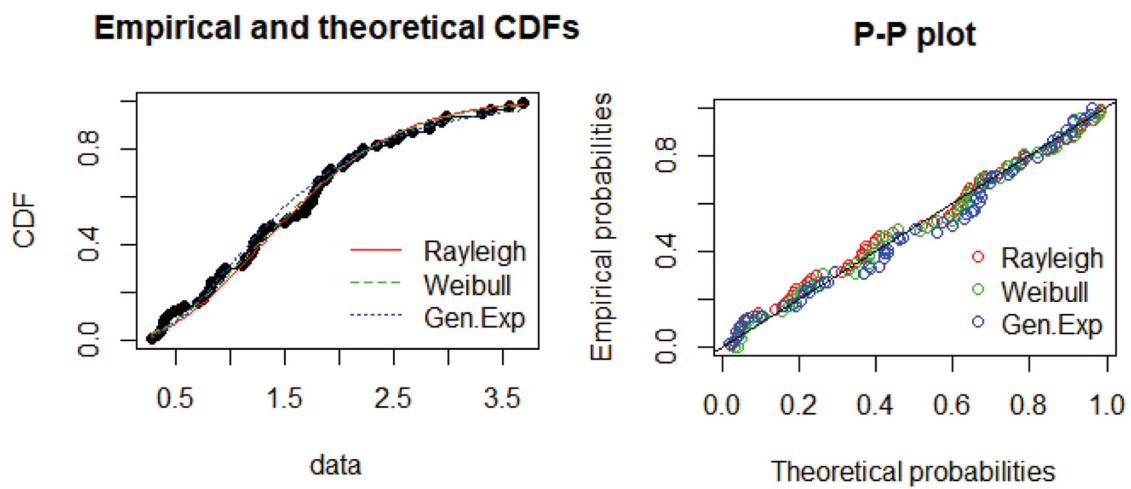 Empirical and theoretical CDFs
CDF
0.0 0.4 0.8
Rayleigh
Weibull
Gen.Exp
0.5 1.5 2.5 3.5
data
P-P plot
Empirical probabilities
0.0 0.4 0.8
Rayleigh
Weibull
Gen.Exp
0.0 0.2 0.4 0.6 0.8 1.0
Theoretical probabilities